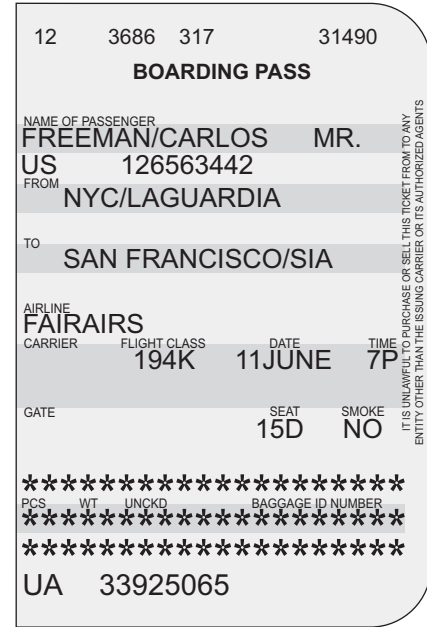 12 3686 317 31490
BOARDING PASS
NAME OF PASSENGER
FREEMAN/CARLOS MR.
US 126563442
FROM
NYC/LAGUARDIA
TO
SAN FRANCISCO/SIA
AIRLINE
FAIRAIRS
CARRIER FLIGHT CLASS DATE TIME
194K 11JUNE 7P
GATE SEAT SMOKE
15D NO
********************
PCS WT UNCKD BAGGAGE ID NUMBER
********************
********************
UA 33925065
IT IS UNLAWFUL TO PURCHASE OR SELL THIS TICKET FROM TO ANY
ENTITY OTHER THAN THE ISSUNG CARRIER OR ITS AUTHORIZED AGENTS